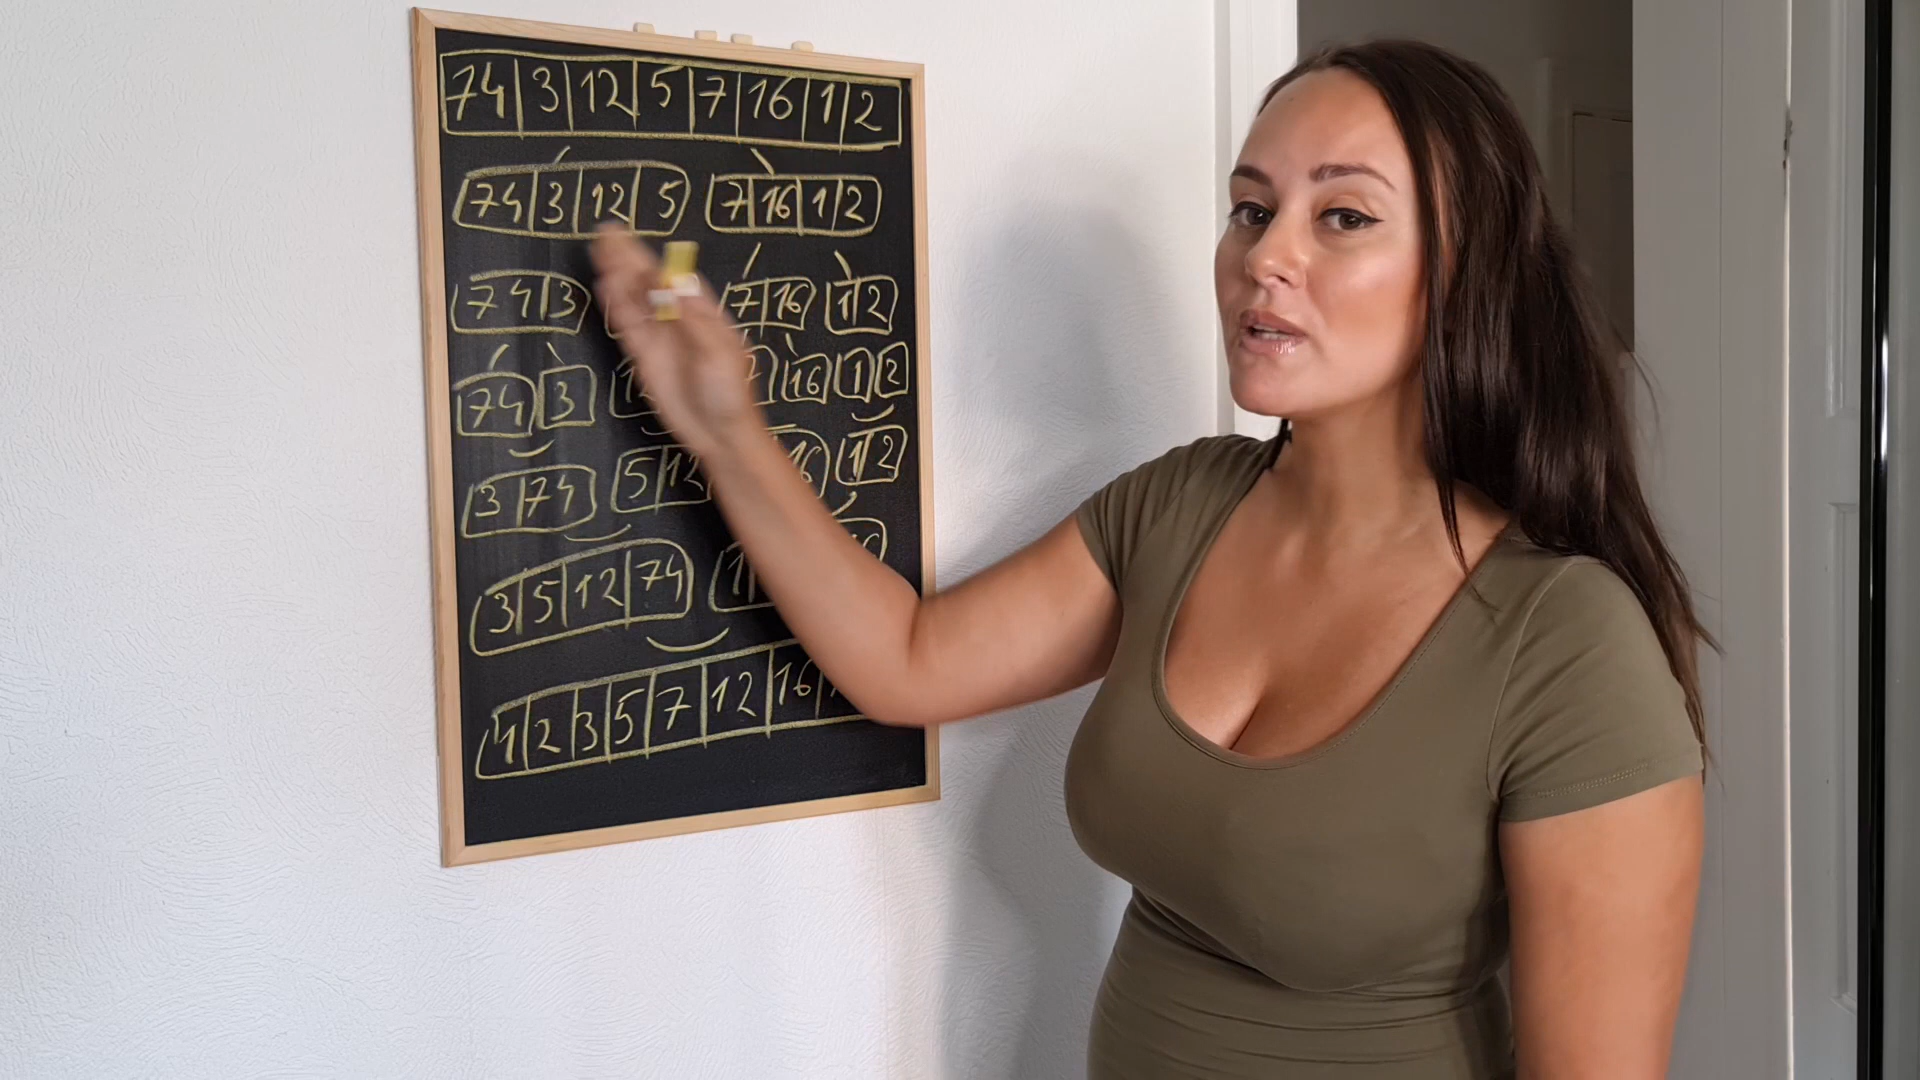 74 3 12 5 7 16 1 2
74 3 12 5 7 16 1 2
74 3 7 16 1 2
74 3 16 1 2
3 74 5 12 16 1 2
3 5 12 74 1
1 2 3 5 7 12 16